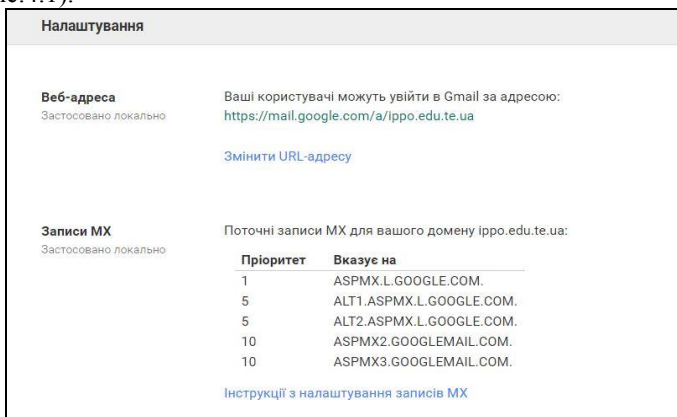 Налаштування
Веб-адреса
Застосовано локально
Ваші користувачі можуть увійти в Gmail за адресою:
https://mail.google.com/a/ippo.edu.te.ua
Змінити URL-адресу
Записи MX
Застосовано локально
Поточні записи MX для вашого домену ippo.edu.te.ua:
Пріоритет Вказує на
1 ASPMX.L.GOOGLE.COM.
5 ALT1.ASPMX.L.GOOGLE.COM.
5 ALT2.ASPMX.L.GOOGLE.COM.
10 ASPMX2.GOOGLEMAIL.COM.
10 ASPMX3.GOOGLEMAIL.COM.
Інструкції з налаштування записів MX